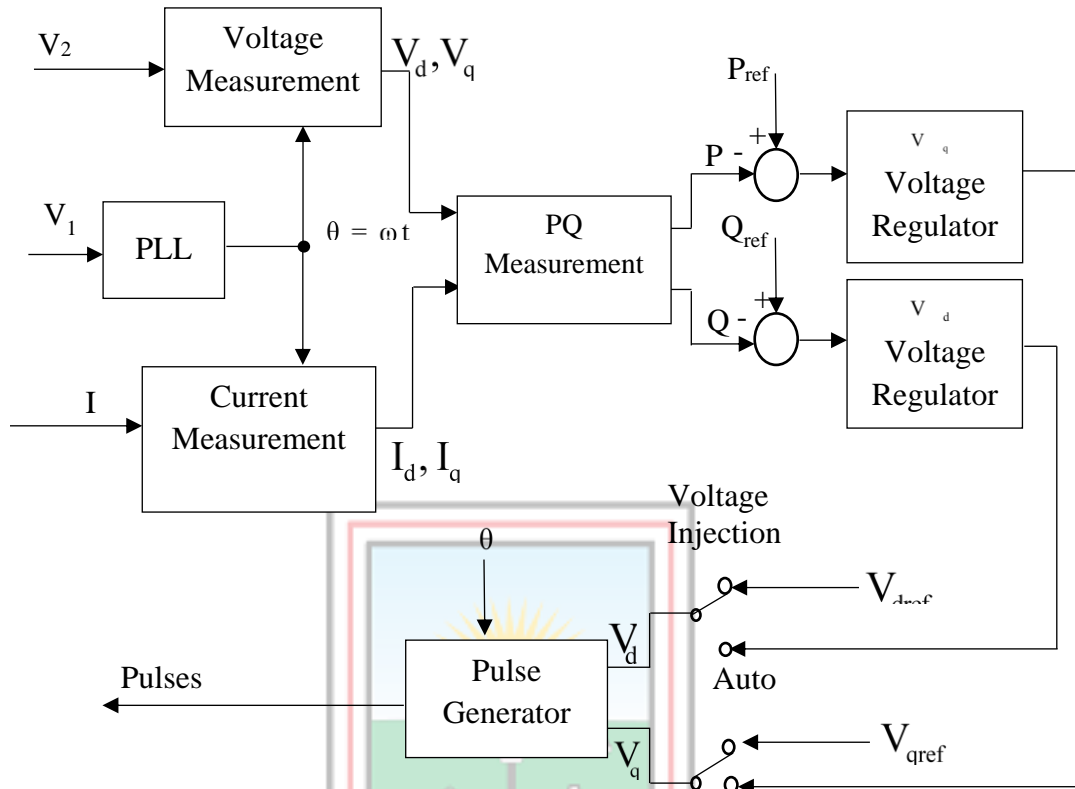 V2
Voltage
Measurement
Vd, Vq
V1
PLL
θ = ω t
I
Current
Measurement
Id, Iq
PQ
Measurement
Pref
+
P -
Vq
Voltage
Regulator
Qref
+
Q -
Vd
Voltage
Regulator
Voltage
Injection
θ
Vdref
Vd
Auto
Pulses
Pulse
Generator
Vq
Vqref